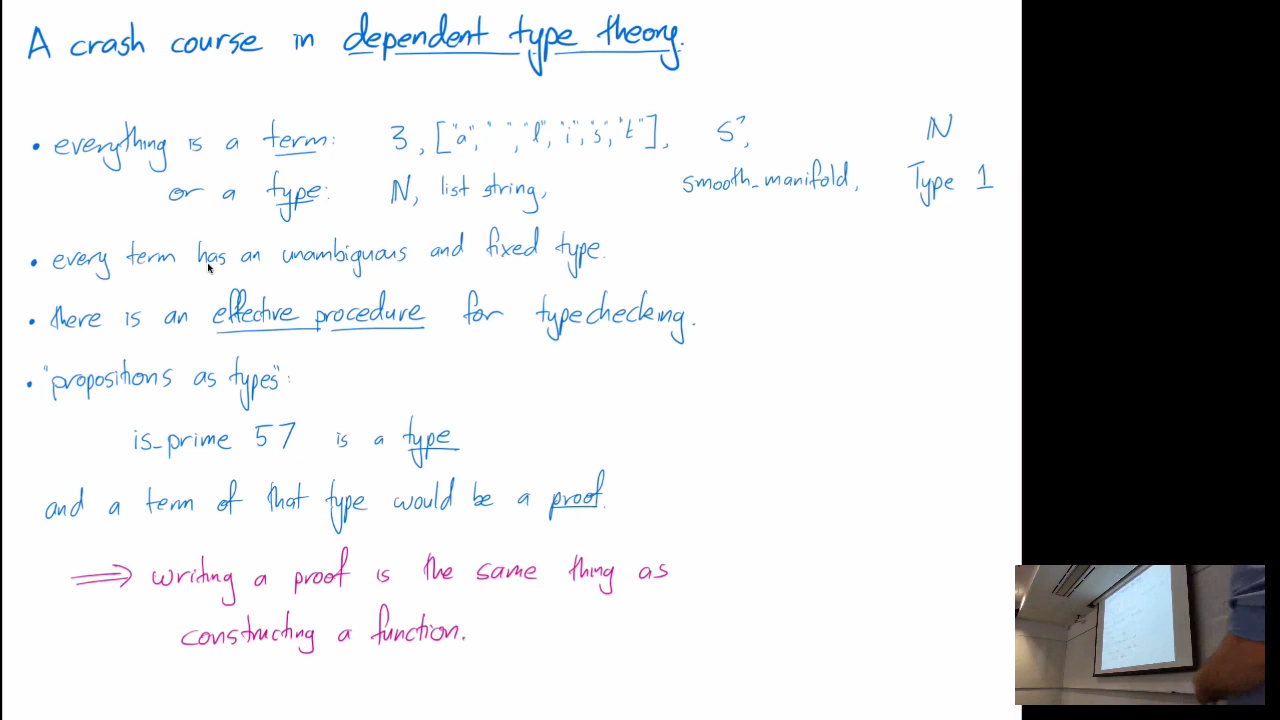 A crash course in dependent type theory.
• everything is a term: 3, ["a", " ", "l", "i", "s", "t"], S², ℕ
or a type: ℕ, list string, smooth_manifold, Type 1
• every term has an unambiguous and fixed type.
• there is an effective procedure for typechecking.
• "propositions as types":
is_prime 57 is a type
and a term of that type would be a proof.
⟹ writing a proof is the same thing as
constructing a function.